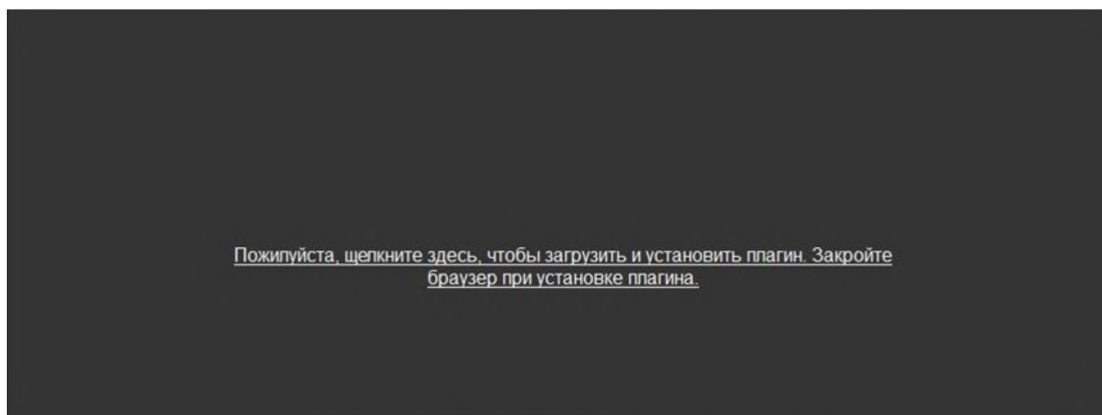 Пожилуйста, щелкните здесь, чтобы загрузить и установить плагин. Закройте
браузер при установке плагина.